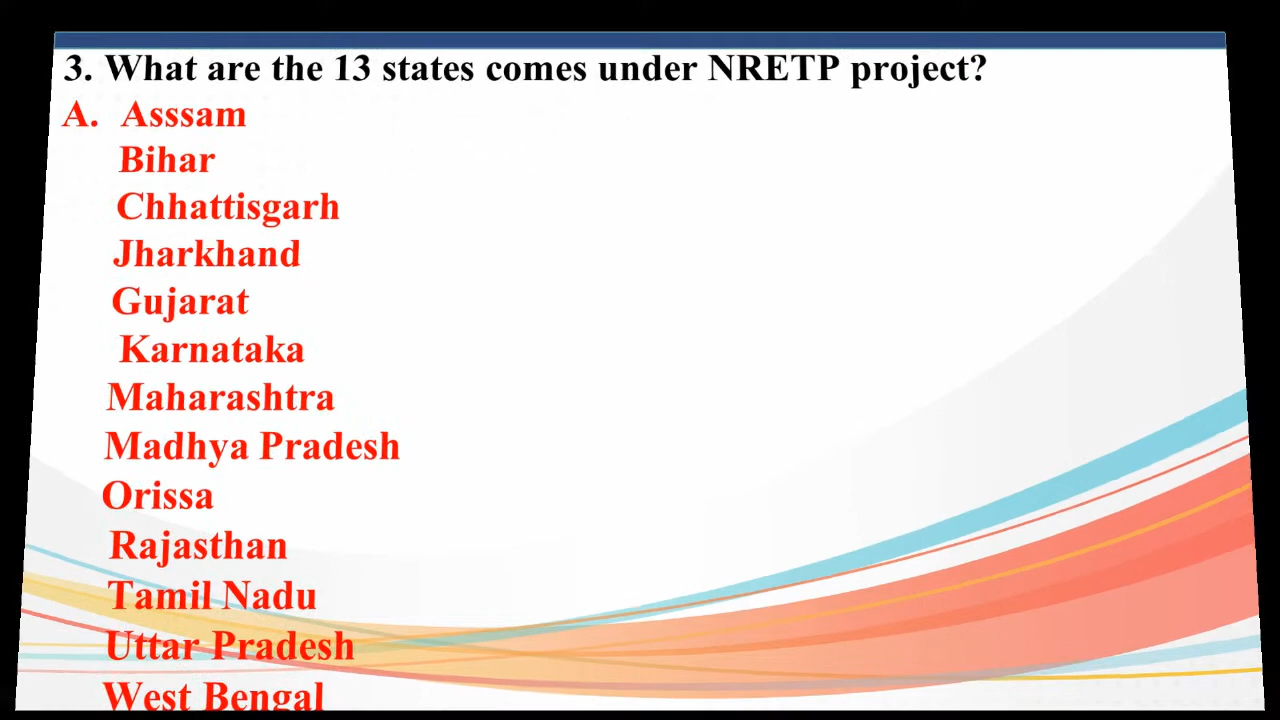 3. What are the 13 states comes under NRETP project?
A. Asssam
Bihar
Chhattisgarh
Jharkhand
Gujarat
Karnataka
Maharashtra
Madhya Pradesh
Orissa
Rajasthan
Tamil Nadu
Uttar Pradesh
West Bengal